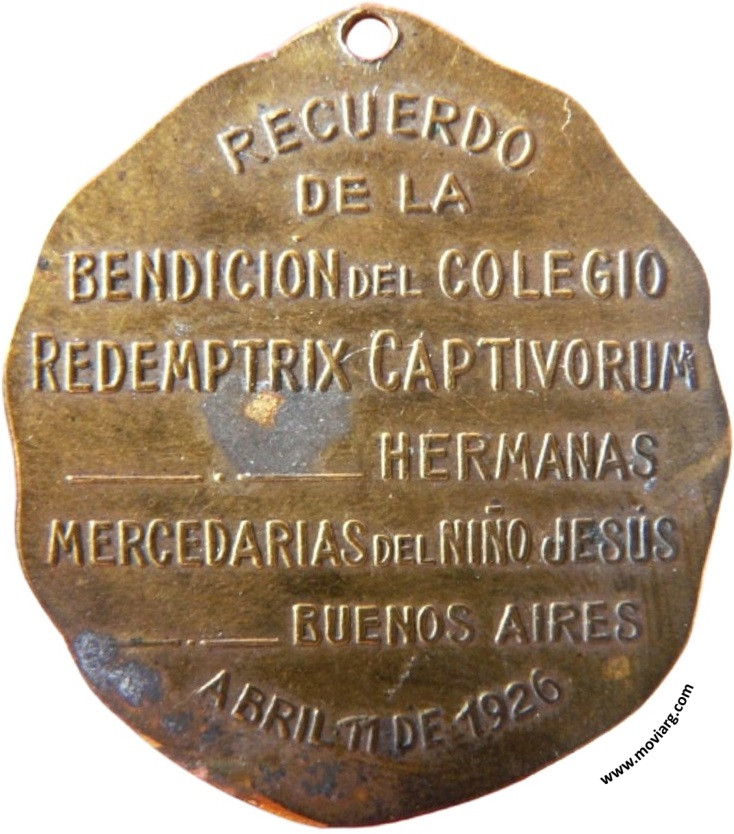 RECUERDO
DE LA
BENDICIÓN DEL COLEGIO
REDEMPTRIX CAPTIVORUM
HERMANAS
MERCEDARIAS DEL NIÑO JESÚS
BUENOS AIRES
ABRIL 11 DE 1926
www.moviarg.com